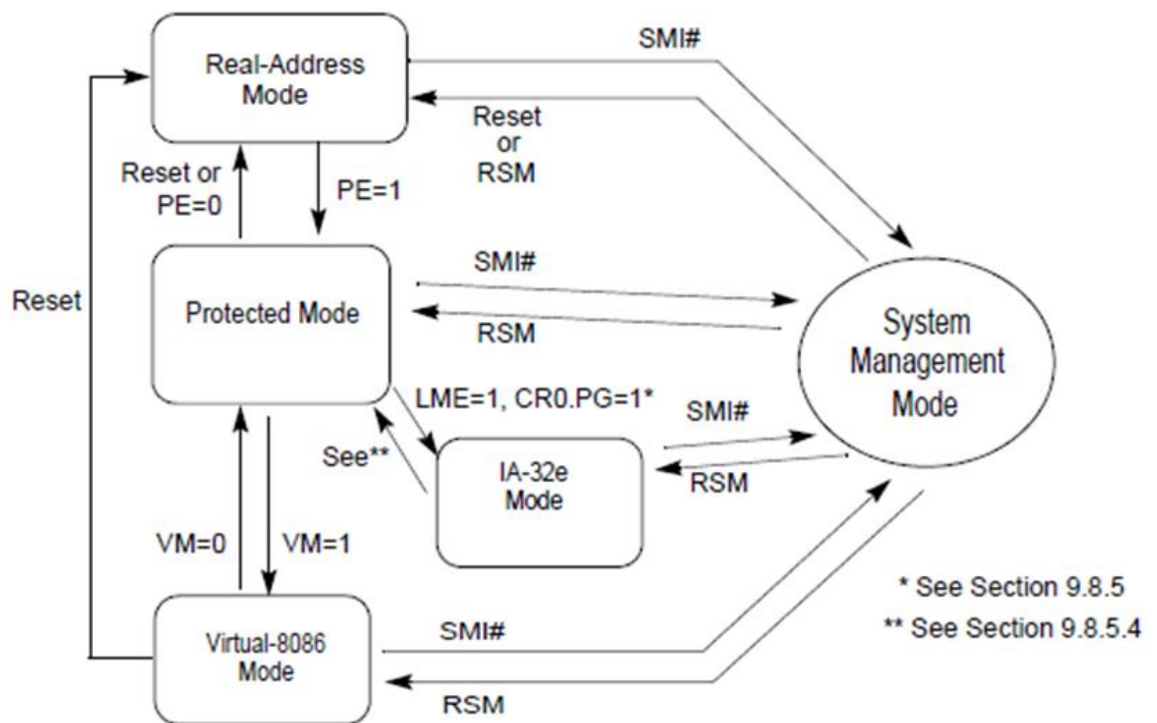 SMI#
Real-Address
Mode
Reset
or
RSM
Reset or
PE=0
PE=1
SMI#
Reset
Protected Mode
RSM
System
Management
Mode
LME=1, CR0.PG=1*
SMI#
See**
IA-32e
Mode
RSM
VM=0
VM=1
* See Section 9.8.5
** See Section 9.8.5.4
SMI#
Virtual-8086
Mode
RSM